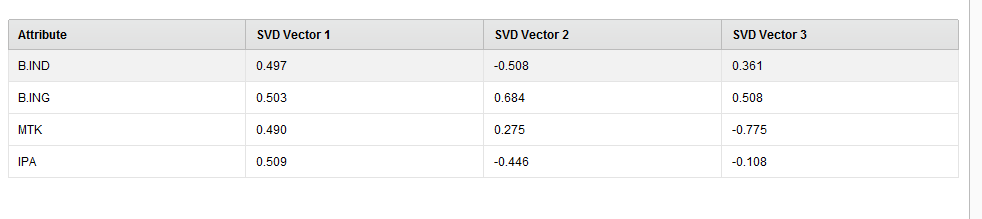 Attribute SVD Vector 1 SVD Vector 2 SVD Vector 3
B.IND 0.497 -0.508 0.361
B.ING 0.503 0.684 0.508
MTK 0.490 0.275 -0.775
IPA 0.509 -0.446 -0.108